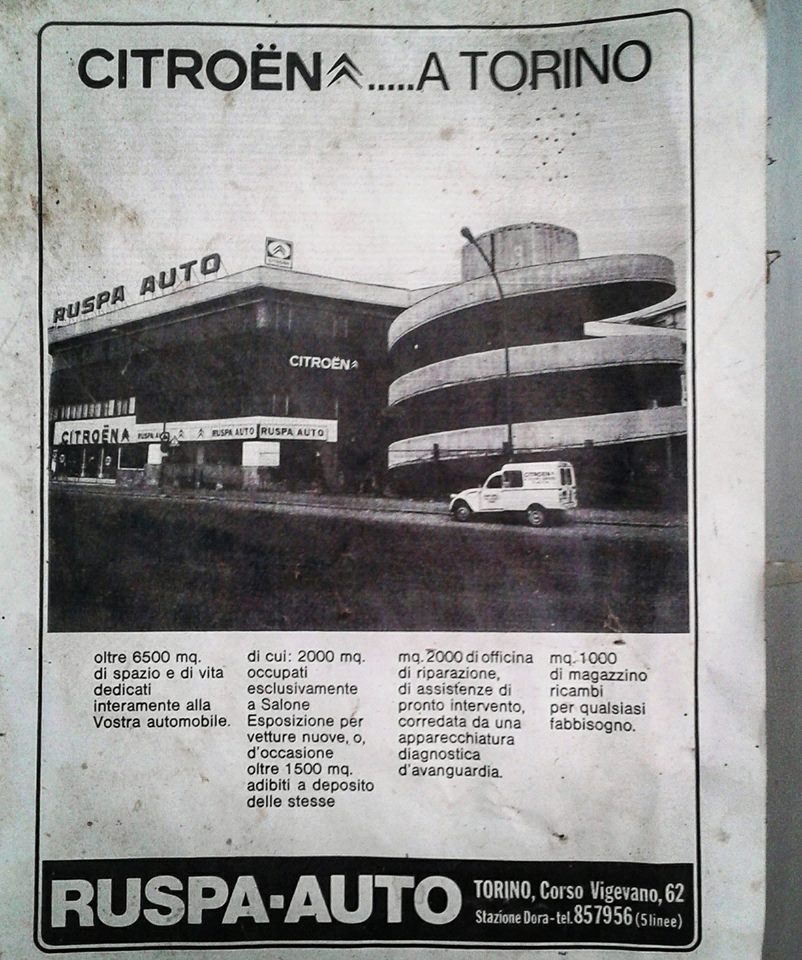 CITROËN.....A TORINO
RUSPA AUTO
CITROËN
CITROËN
RUSPA AUTO
RUSPA AUTO
CITROËN
oltre 6500 mq.
di spazio e di vita
dedicati
interamente alla
Vostra automobile.
di cui: 2000 mq.
occupati
esclusivamente
a Salone
Esposizione per
vetture nuove, o,
d'occasione
oltre 1500 mq.
adibiti a deposito
delle stesse
mq. 2000 di officina
di riparazione,
di assistenze di
pronto intervento,
corredata da una
apparecchiatura
diagnostica
d'avanguardia.
mq. 1000
di magazzino
ricambi
per qualsiasi
fabbisogno.
RUSPA-AUTO
TORINO, Corso Vigevano, 62
Stazione Dora - tel. 857956 (5 linee)